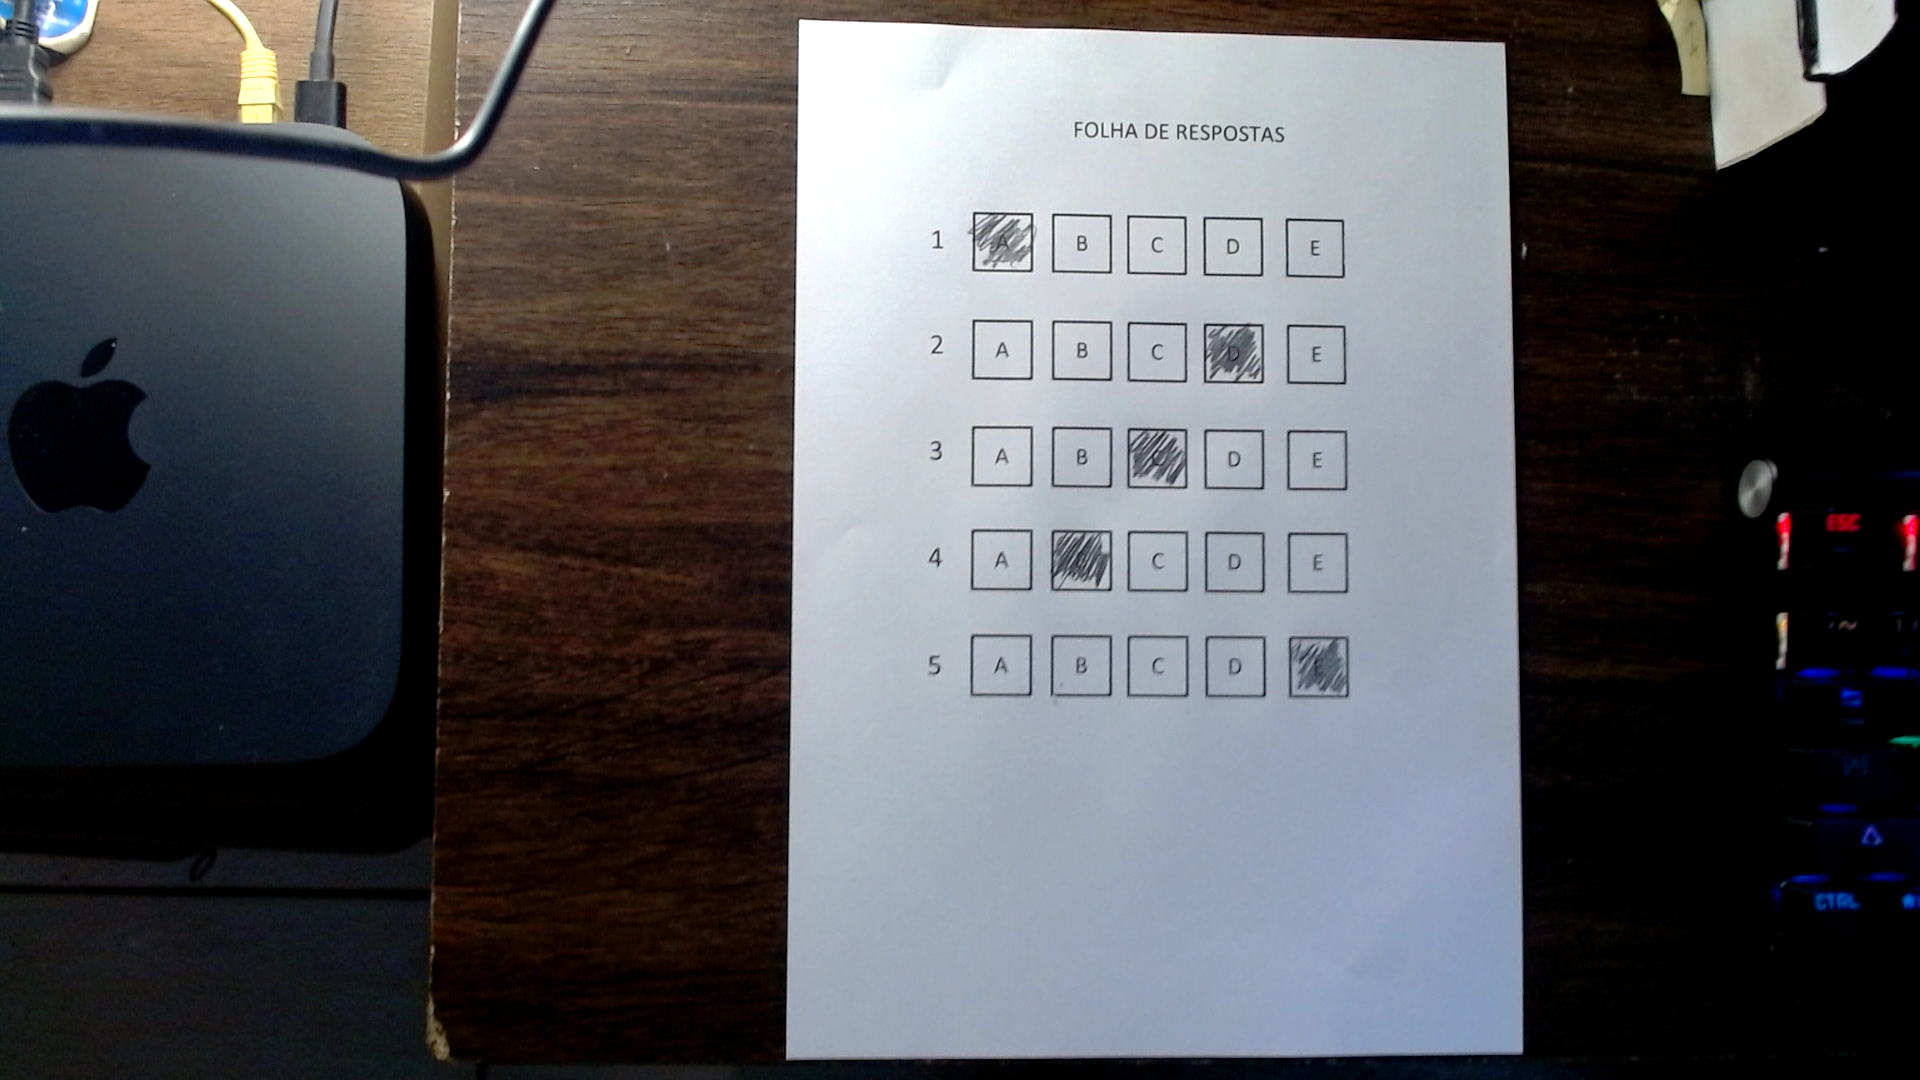 FOLHA DE RESPOSTAS
1 A B C D E
2 A B C D E
3 A B C D E
4 A C D E
5 A B C D E
ESC
CTRL